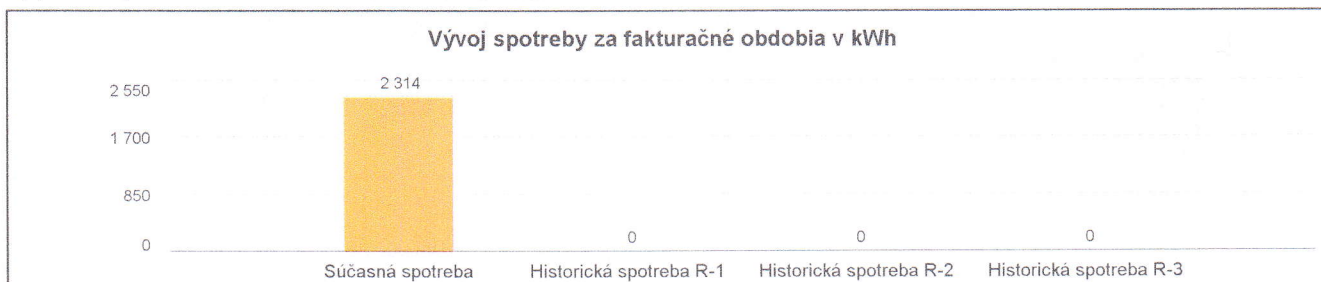 Vývoj spotreby za fakturačné obdobia v kWh
2 314
2 550
1 700
850
0
0
0
0
Súčasná spotreba
Historická spotreba R-1
Historická spotreba R-2
Historická spotreba R-3